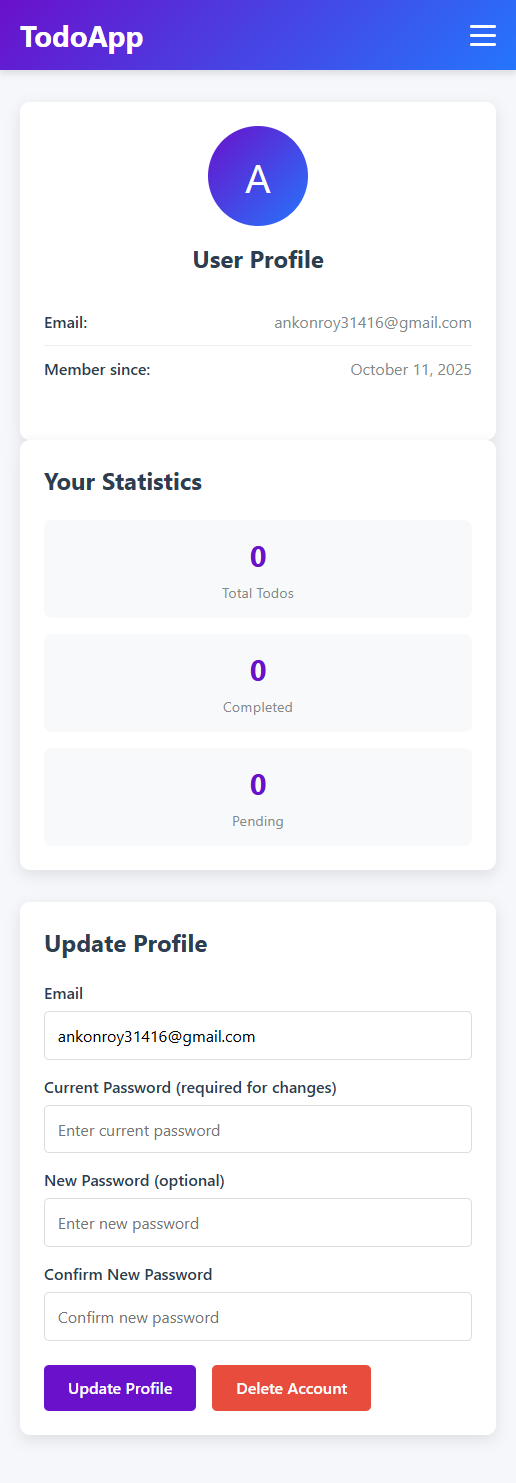 TodoApp
A
User Profile
Email: ankonroy31416@gmail.com
Member since: October 11, 2025
Your Statistics
0
Total Todos
0
Completed
0
Pending
Update Profile
Email
ankonroy31416@gmail.com
Current Password (required for changes)
Enter current password
New Password (optional)
Enter new password
Confirm New Password
Confirm new password
Update Profile Delete Account